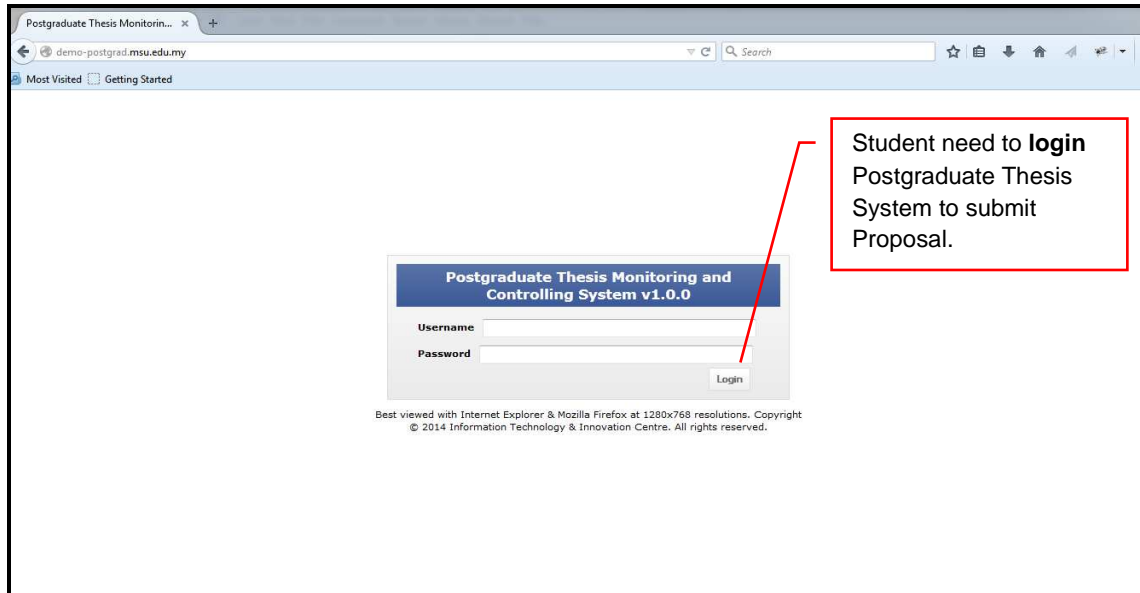 Postgraduate Thesis Monitorin...
demo-postgrad.msu.edu.my
Search
Most Visited
Getting Started
Student need to login
Postgraduate Thesis
System to submit
Proposal.
Postgraduate Thesis Monitoring and
Controlling System v1.0.0
Username
Password
Login
Best viewed with Internet Explorer & Mozilla Firefox at 1280x768 resolutions. Copyright
© 2014 Information Technology & Innovation Centre. All rights reserved.